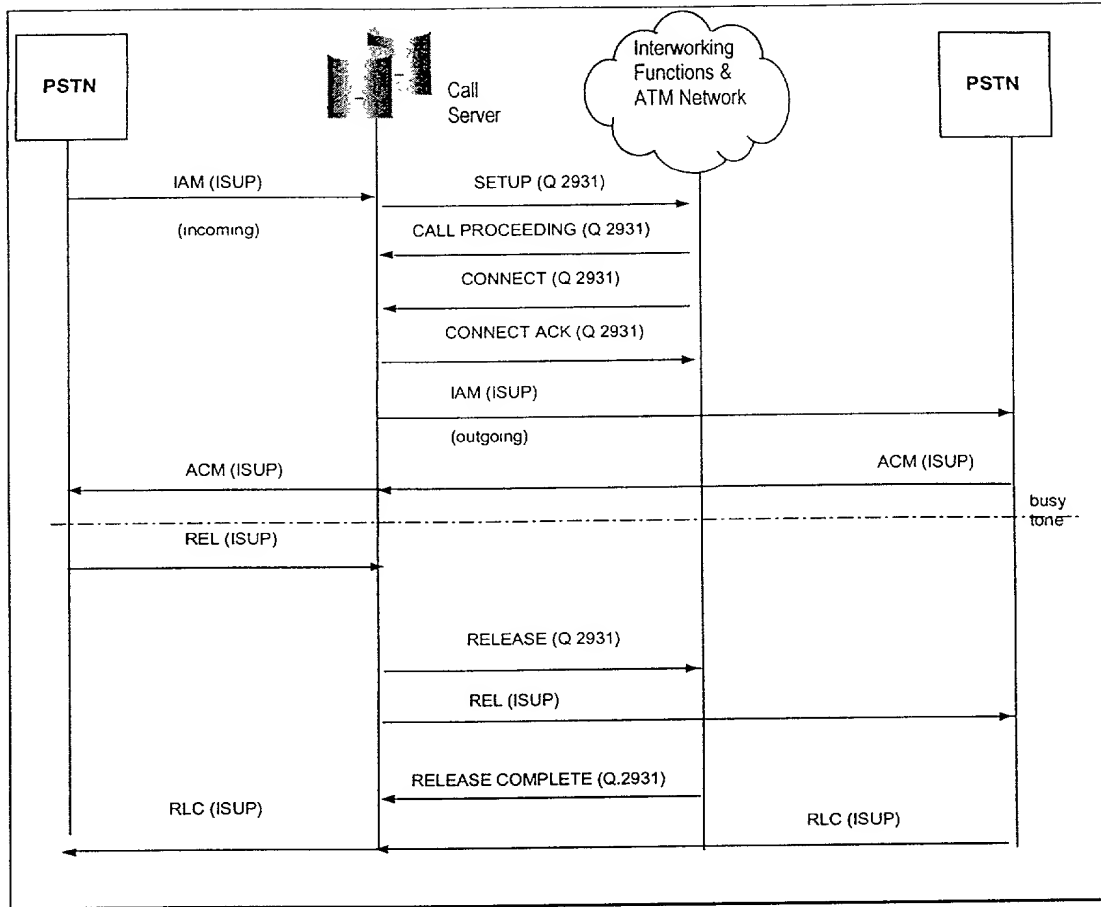 PSTN
Call
Server
Interworking
Functions &
ATM Network
PSTN
IAM (ISUP)
SETUP (Q 2931)
(incoming)
CALL PROCEEDING (Q 2931)
CONNECT (Q 2931)
CONNECT ACK (Q 2931)
IAM (ISUP)
(outgoing)
ACM (ISUP)
ACM (ISUP)
busy
tone
REL (ISUP)
RELEASE (Q 2931)
REL (ISUP)
RELEASE COMPLETE (Q.2931)
RLC (ISUP)
RLC (ISUP)